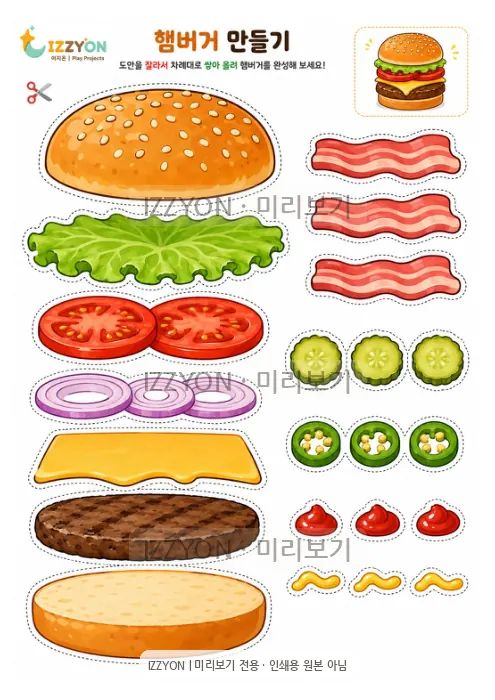 IZZYON
이지온 | Play Projects
햄버거 만들기
도안을 잘라서 차례대로 쌓아 올려 햄버거를 완성해 보세요!
IZZYON · 미리보기
IZZYON · 미리보기
IZZYON · 미리보기
IZZYON | 미리보기 전용 · 인쇄용 원본 아님